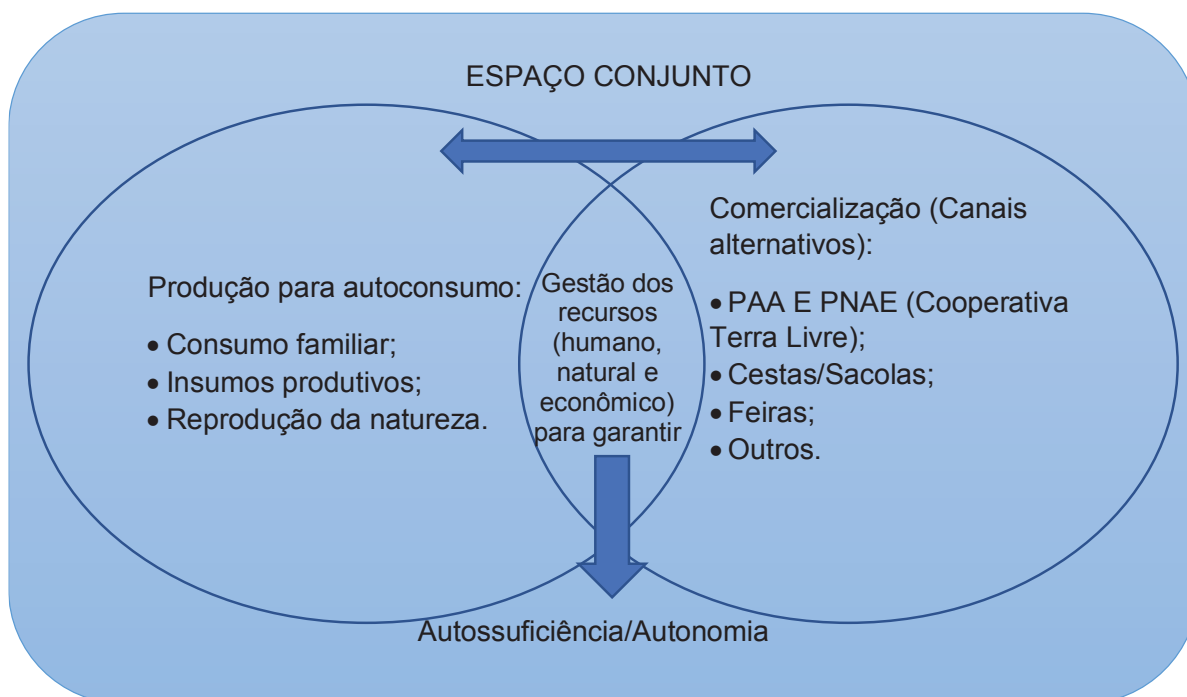 ESPAÇO CONJUNTO
Produção para autoconsumo:
• Consumo familiar;
• Insumos produtivos;
• Reprodução da natureza.
Gestão dos
recursos
(humano,
natural e
econômico)
para garantir
Comercialização (Canais
alternativos):
• PAA E PNAE (Cooperativa
Terra Livre);
• Cestas/Sacolas;
• Feiras;
• Outros.
Autossuficiência/Autonomia